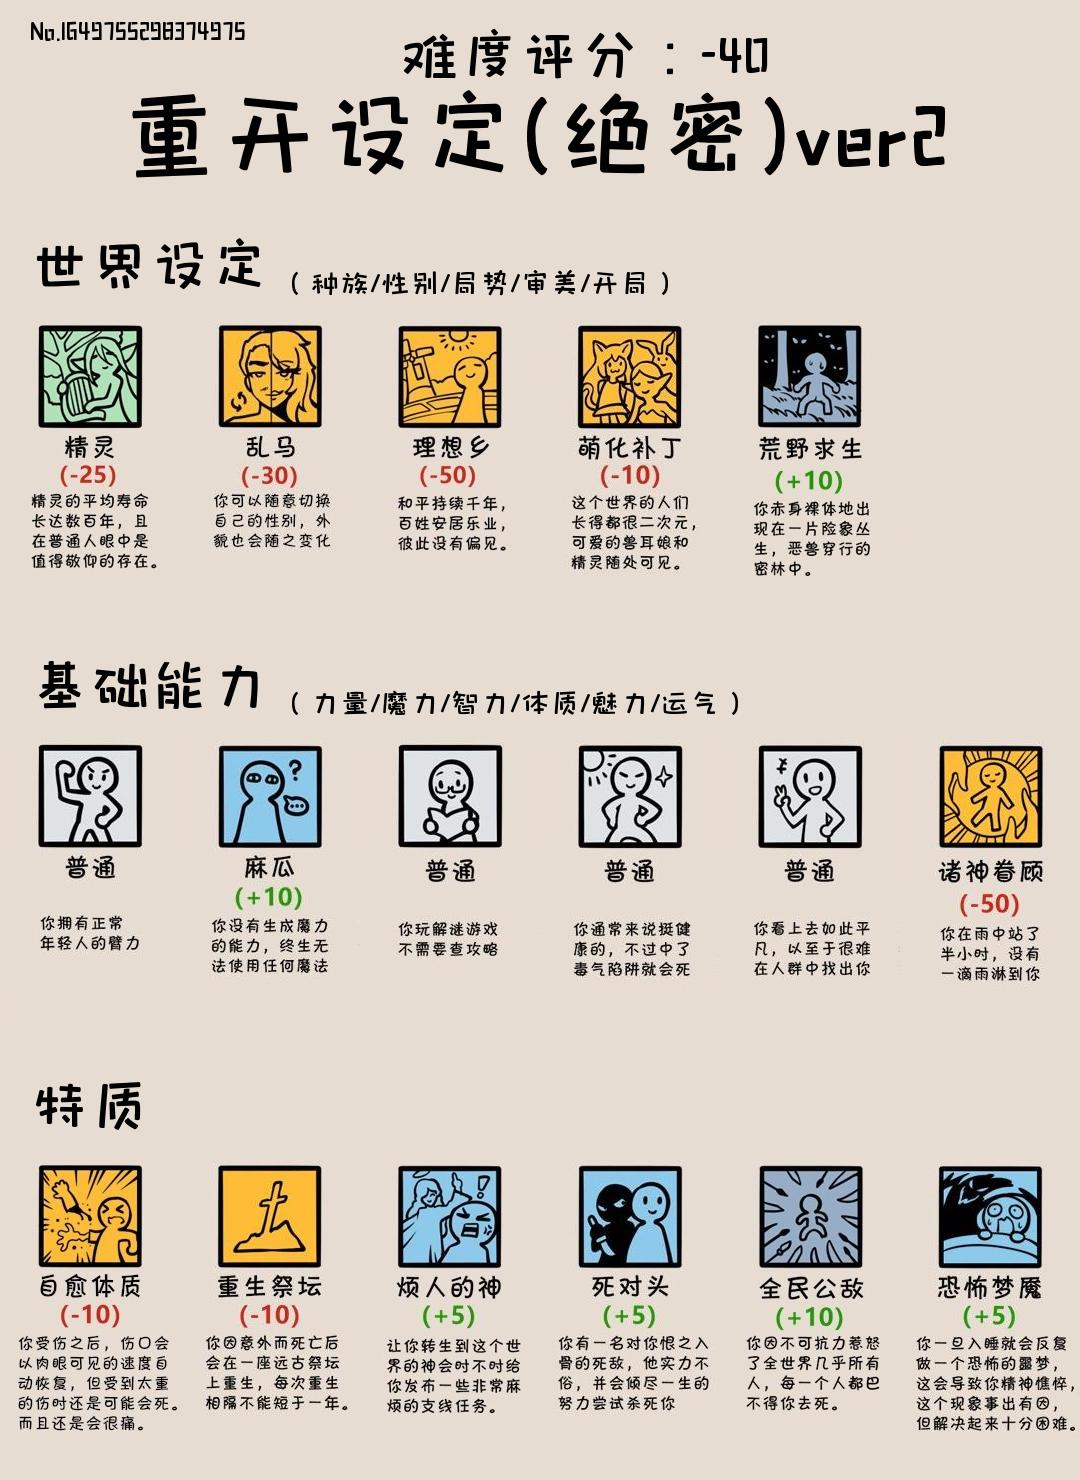 No.1649755298374975
难度评分：-40
重开设定(绝密)ver2
世界设定（种族/性别/局势/审美/开局）
精灵
(-25)
精灵的平均寿命
长达数百年，且
在普通人眼中是
值得敬仰的存在。
乱马
(-30)
你可以随意切换
自己的性别，外
貌也会随之变化
理想乡
(-50)
和平持续千年，
百姓安居乐业，
彼此没有偏见。
萌化补丁
(-10)
这个世界的人们
长得都很二次元，
可爱的兽耳娘和
精灵随处可见。
荒野求生
(+10)
你赤身裸体地出
现在一片险象丛
生，恶兽穿行的
密林中。
基础能力（力量/魔力/智力/体质/魅力/运气）
普通
你拥有正常
年轻人的臂力
麻瓜
(+10)
你没有生成魔力
的能力，终生无
法使用任何魔法
普通
你玩解谜游戏
不需要查攻略
普通
你通常来说挺健
康的，不过中了
毒气陷阱就会死
普通
你看上去如此平
凡，以至于很难
在人群中找出你
诸神眷顾
(-50)
你在雨中站了
半小时，没有
一滴雨淋到你
特质
自愈体质
(-10)
你受伤之后，伤口会
以肉眼可见的速度自
动恢复，但受到太重
的伤时还是可能会死。
而且还是会很痛。
重生祭坛
(-10)
你因意外而死亡后
会在一座远古祭坛
上重生，每次重生
相隔不能短于一年。
烦人的神
(+5)
让你转生到这个世
界的神会时不时给
你发布一些非常麻
烦的支线任务。
死对头
(+5)
你有一名对你恨之入
骨的死敌，他实力不
俗，并会倾尽一生的
努力尝试杀死你
全民公敌
(+10)
你因不可抗力惹怒
了全世界几乎所有
人，每一个人都巴
不得你去死。
恐怖梦魇
(+5)
你一旦入睡就会反复
做一个恐怖的噩梦，
这会导致你精神憔悴，
这个现象事出有因，
但解决起来十分困难。